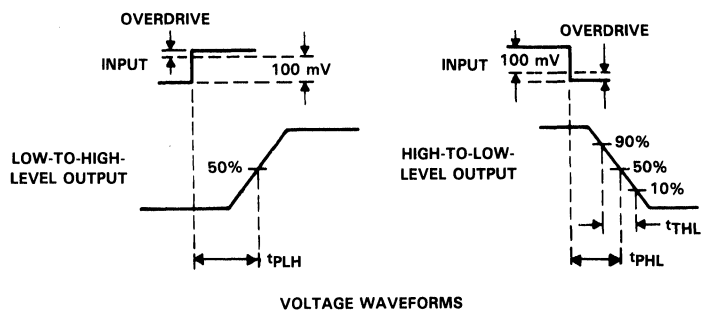 OVERDRIVE
INPUT
100 mV
LOW-TO-HIGH-
LEVEL OUTPUT
50%
tPLH
OVERDRIVE
INPUT
100 mV
HIGH-TO-LOW-
LEVEL OUTPUT
90%
50%
10%
tTHL
tPHL
VOLTAGE WAVEFORMS